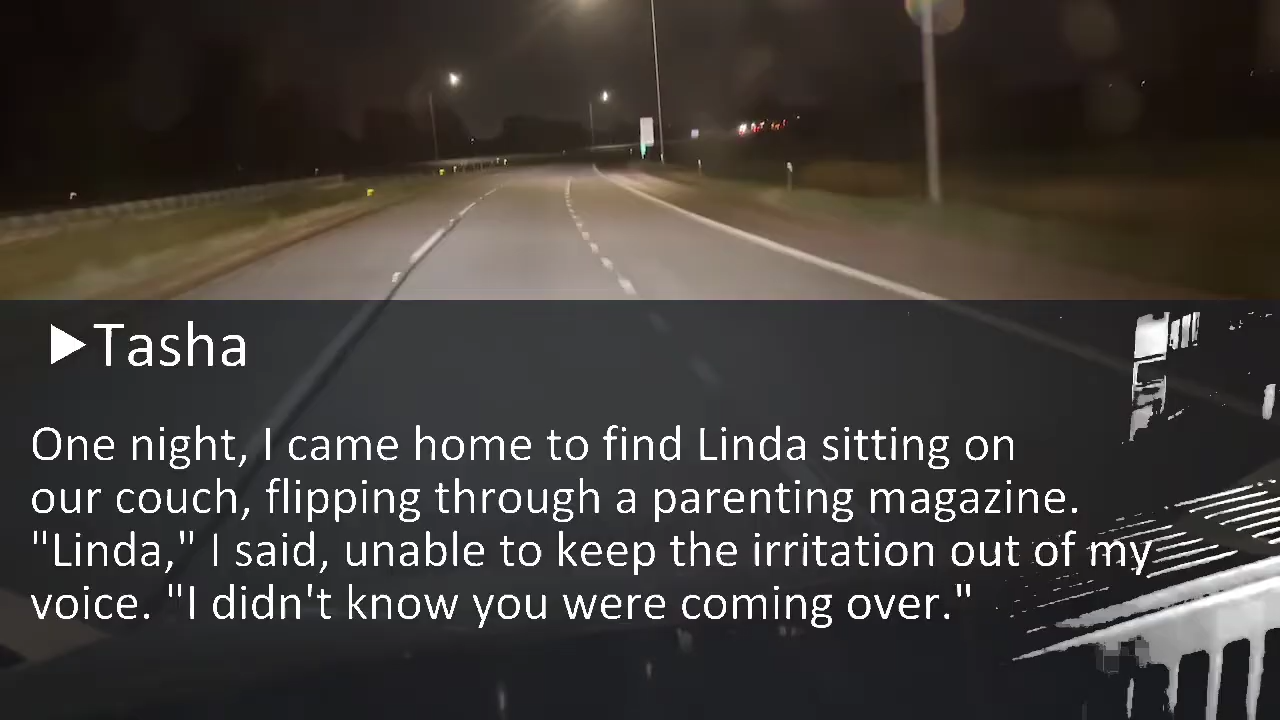 ▶Tasha
One night, I came home to find Linda sitting on
our couch, flipping through a parenting magazine.
"Linda," I said, unable to keep the irritation out of my
voice. "I didn't know you were coming over."